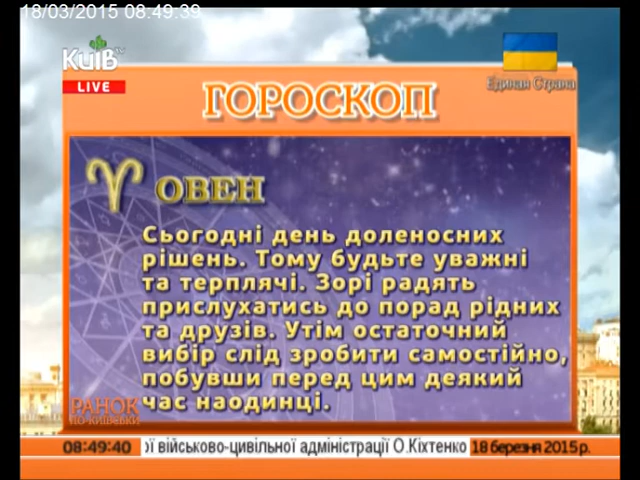 18/03/2015 08:49:39
КиїВ TV
LIVE
Единая Страна
ГОРОСКОП
ОВЕН
Сьогодні день доленосних
рішень. Тому будьте уважні
та терплячі. Зорі радять
прислухатись до порад рідних
та друзів. Утім остаточний
вибір слід зробити самостійно,
побувши перед цим деякий
час наодинці.
РАНОК
ПО-КИЇВСЬКИ
08:49:40 ої військово-цивільної адміністрації О.Кіхтенко 18 березня 2015р.